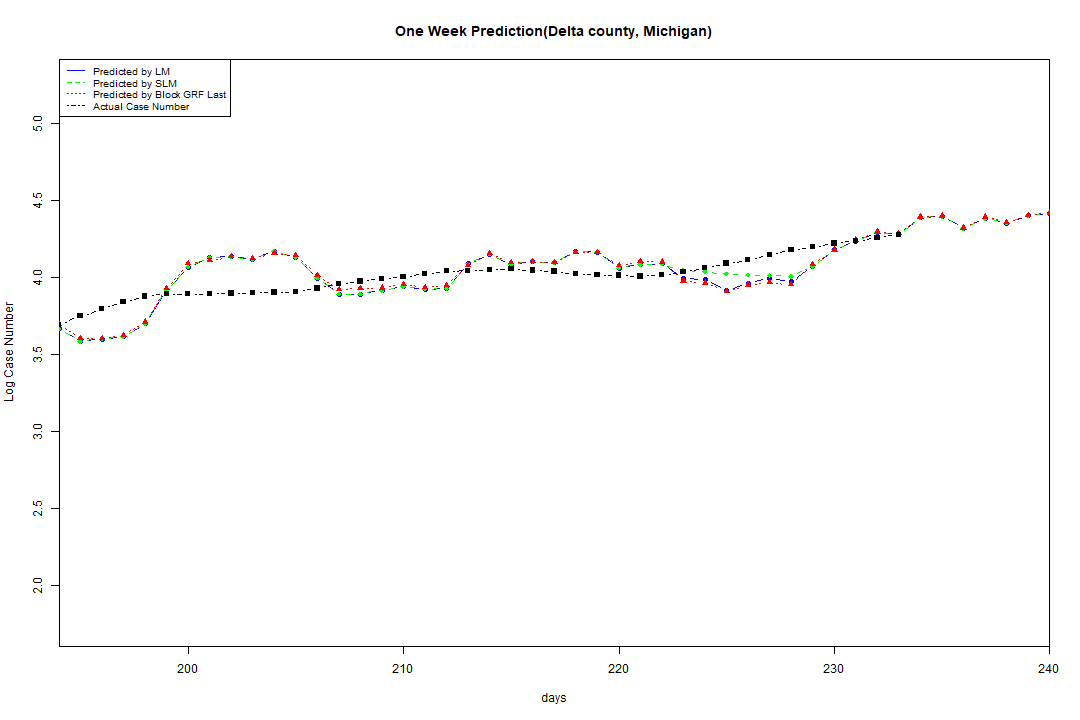 One Week Prediction(Delta county, Michigan)
Predicted by LM
Predicted by SLM
Predicted by Block GRF Last
Actual Case Number
5.0
4.5
4.0
3.5
3.0
2.5
2.0
Log Case Number
200 210 220 230 240
days